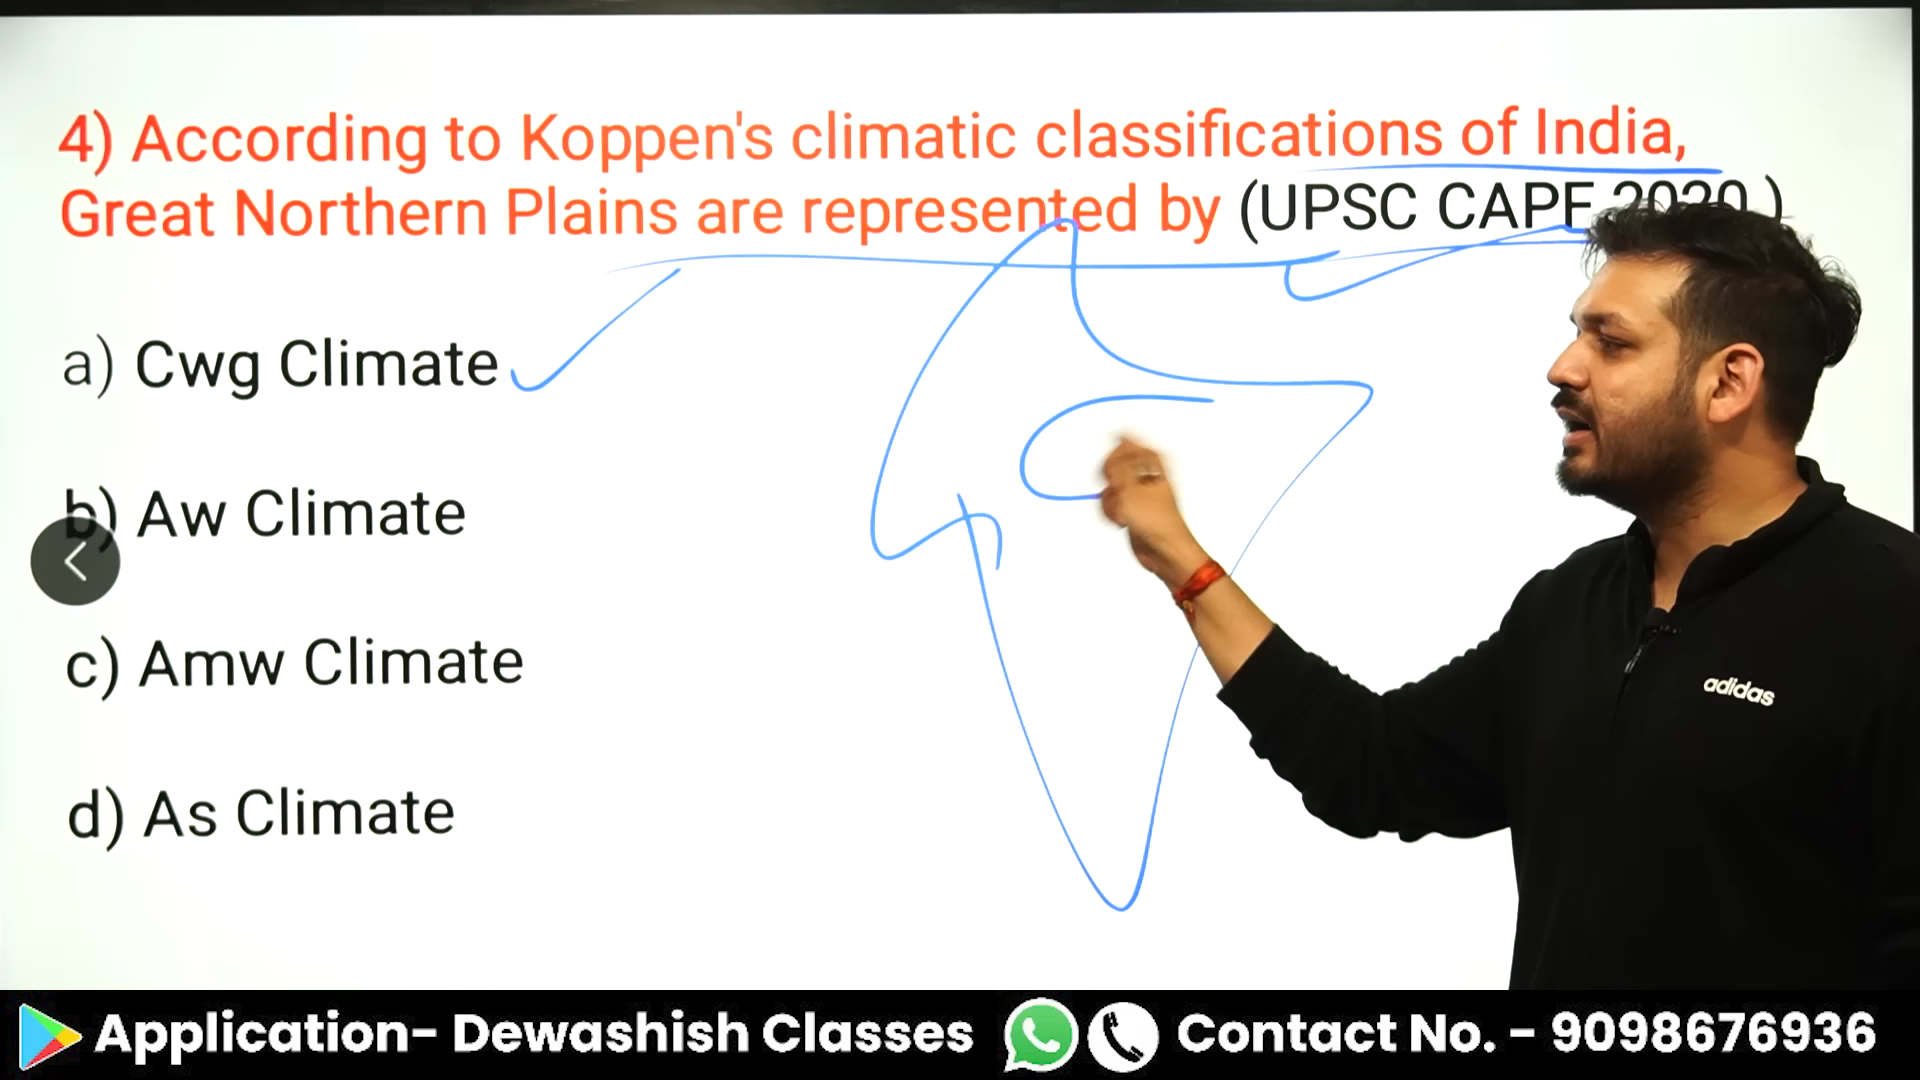 4) According to Koppen's climatic classifications of India,
Great Northern Plains are represented by (UPSC CAPF 2020 )
a) Cwg Climate
b) Aw Climate
c) Amw Climate
d) As Climate
adidas
Application- Dewashish Classes Contact No. - 9098676936